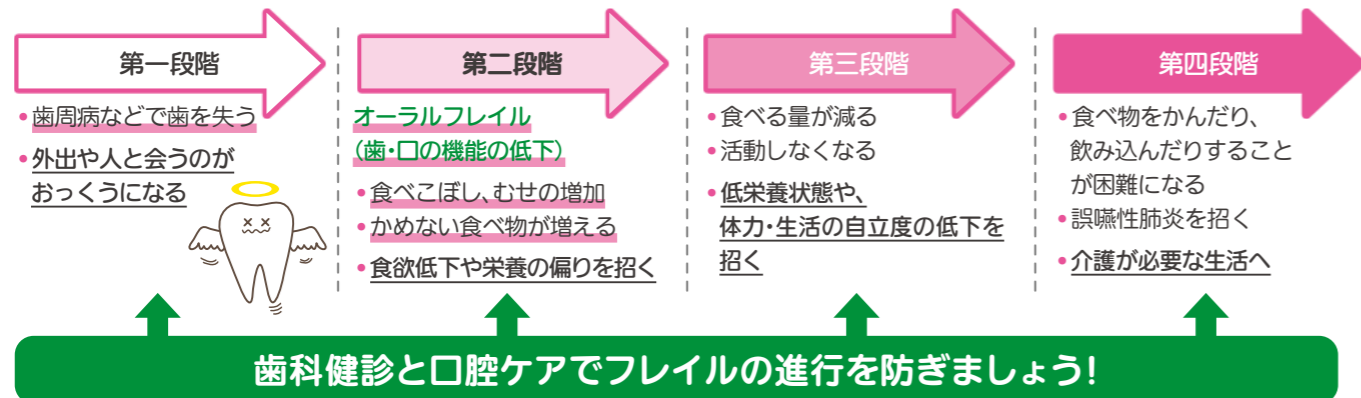 第一段階
•歯周病などで歯を失う
•外出や人と会うのが
おっくうになる
第二段階
オーラルフレイル
(歯・口の機能の低下)
•食べこぼし、むせの増加
•かめない食べ物が増える
•食欲低下や栄養の偏りを招く
第三段階
•食べる量が減る
•活動しなくなる
•低栄養状態や、
体力・生活の自立度の低下を
招く
第四段階
•食べ物をかんだり、
飲み込んだりすること
が困難になる
•誤嚥性肺炎を招く
•介護が必要な生活へ
歯科健診と口腔ケアでフレイルの進行を防ぎましょう!